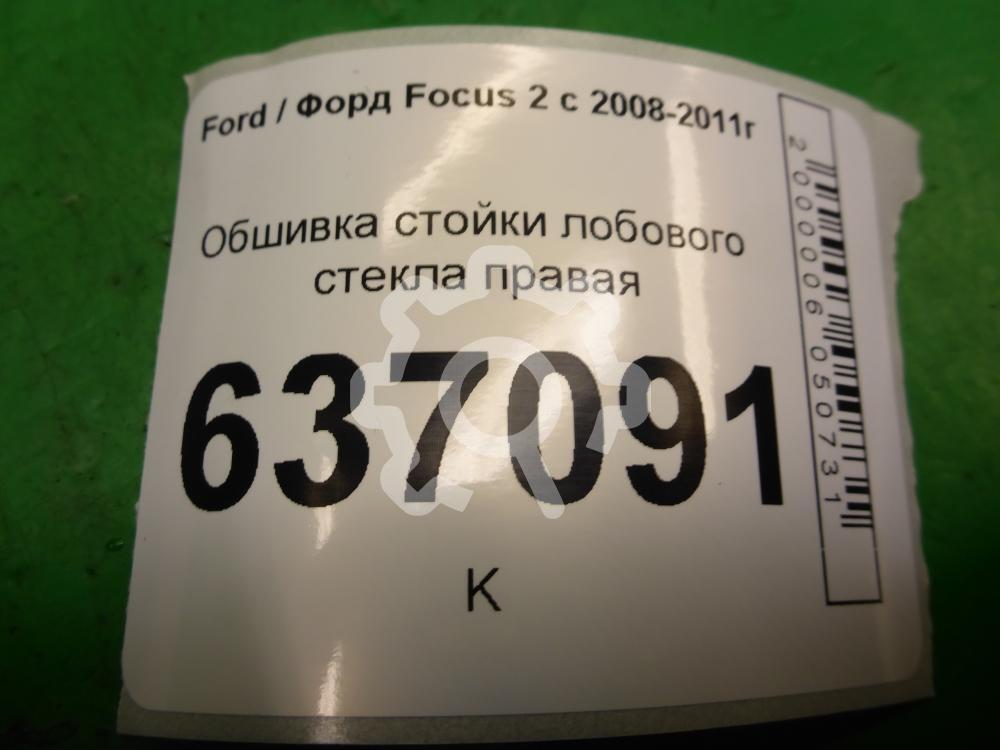 Ford / Форд Focus 2 с 2008-2011г
Обшивка стойки лобового
стекла правая
637091
К
2000006050731